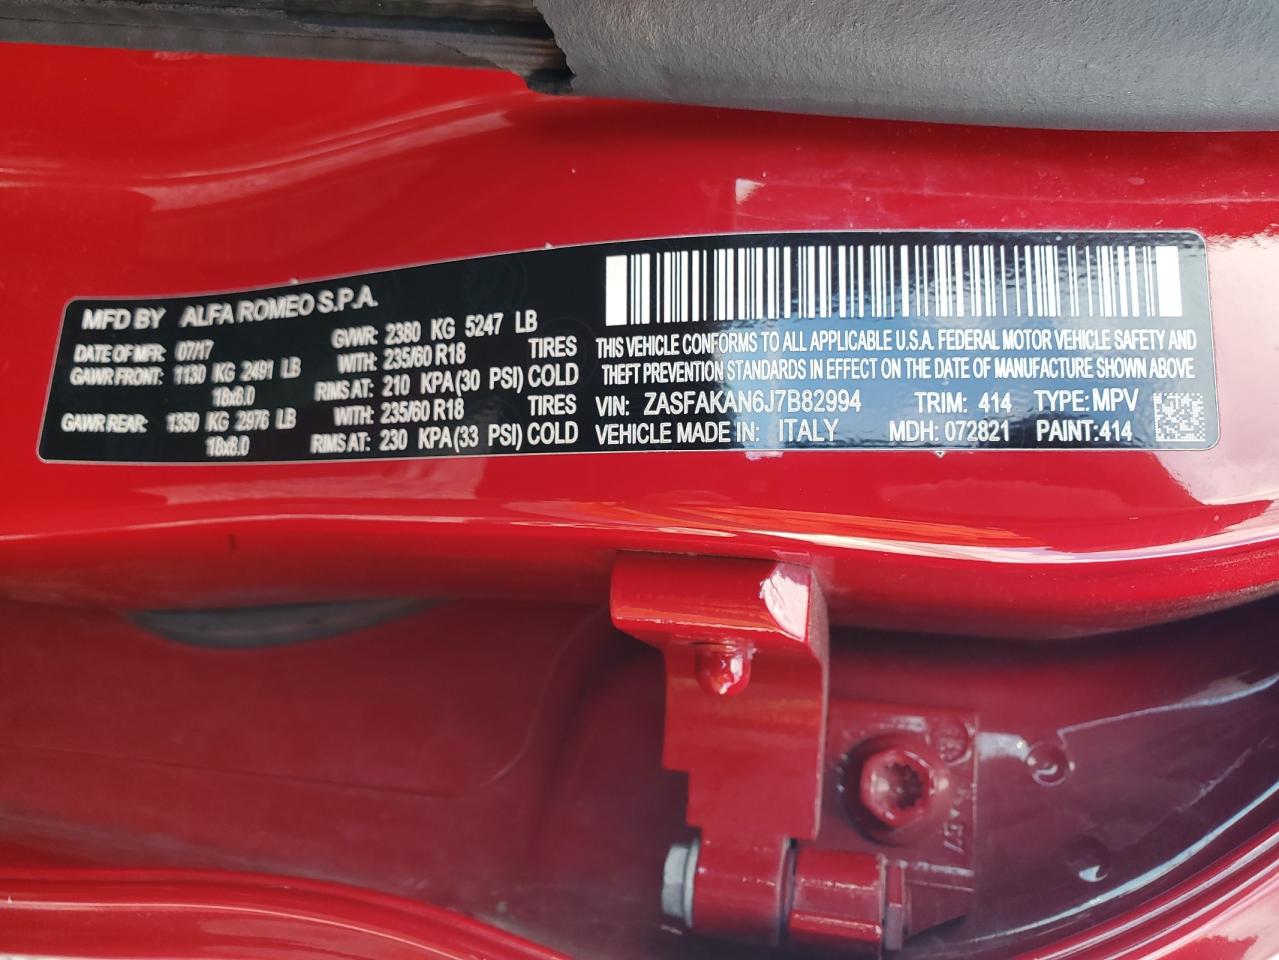 MFD BY ALFA ROMEO S.P.A.
DATE OF MFR: 07/17 GVWR: 2380 KG 5247 LB
GAWR FRONT: 1130 KG 2491 LB WITH: 235/60 R18 TIRES
18x8.0 RIMS AT: 210 KPA(30 PSI) COLD
GAWR REAR: 1350 KG 2976 LB WITH: 235/60 R18 TIRES
18x8.0 RIMS AT: 230 KPA(33 PSI) COLD
THIS VEHICLE CONFORMS TO ALL APPLICABLE U.S.A. FEDERAL MOTOR VEHICLE SAFETY AND
THEFT PREVENTION STANDARDS IN EFFECT ON THE DATE OF MANUFACTURE SHOWN ABOVE
VIN: ZASFAKAN6J7B82994 TRIM: 414 TYPE: MPV
VEHICLE MADE IN: ITALY MDH: 072821 PAINT:414